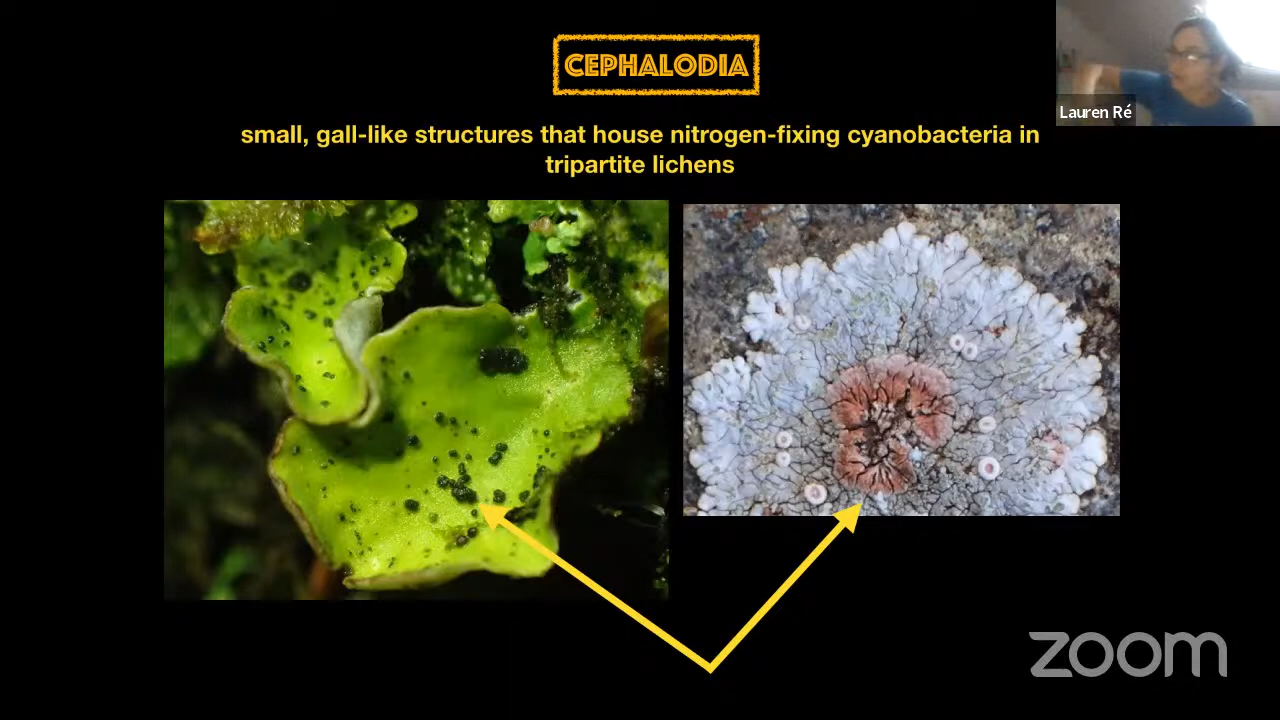 CEPHALODIA
Lauren Ré
small, gall-like structures that house nitrogen-fixing cyanobacteria in
tripartite lichens
zoom